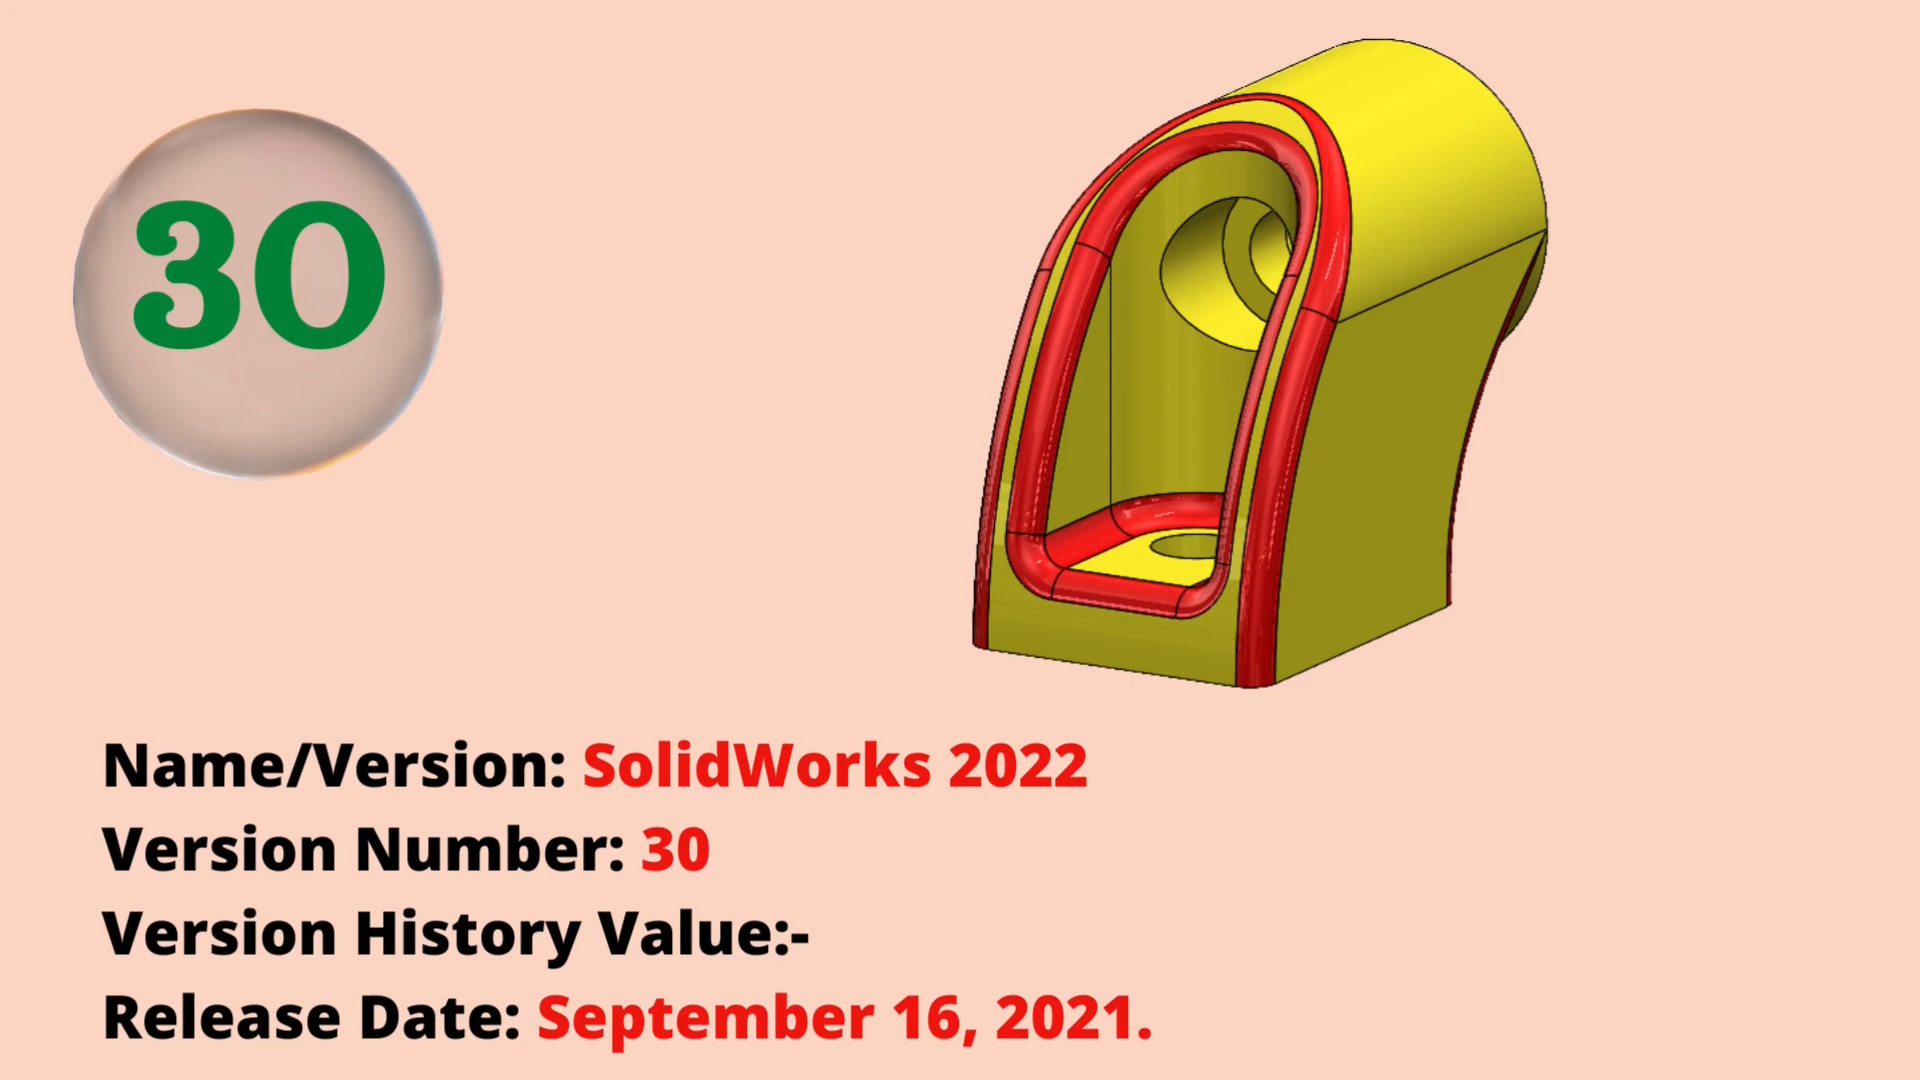 30
Name/Version: SolidWorks 2022
Version Number: 30
Version History Value:-
Release Date: September 16, 2021.